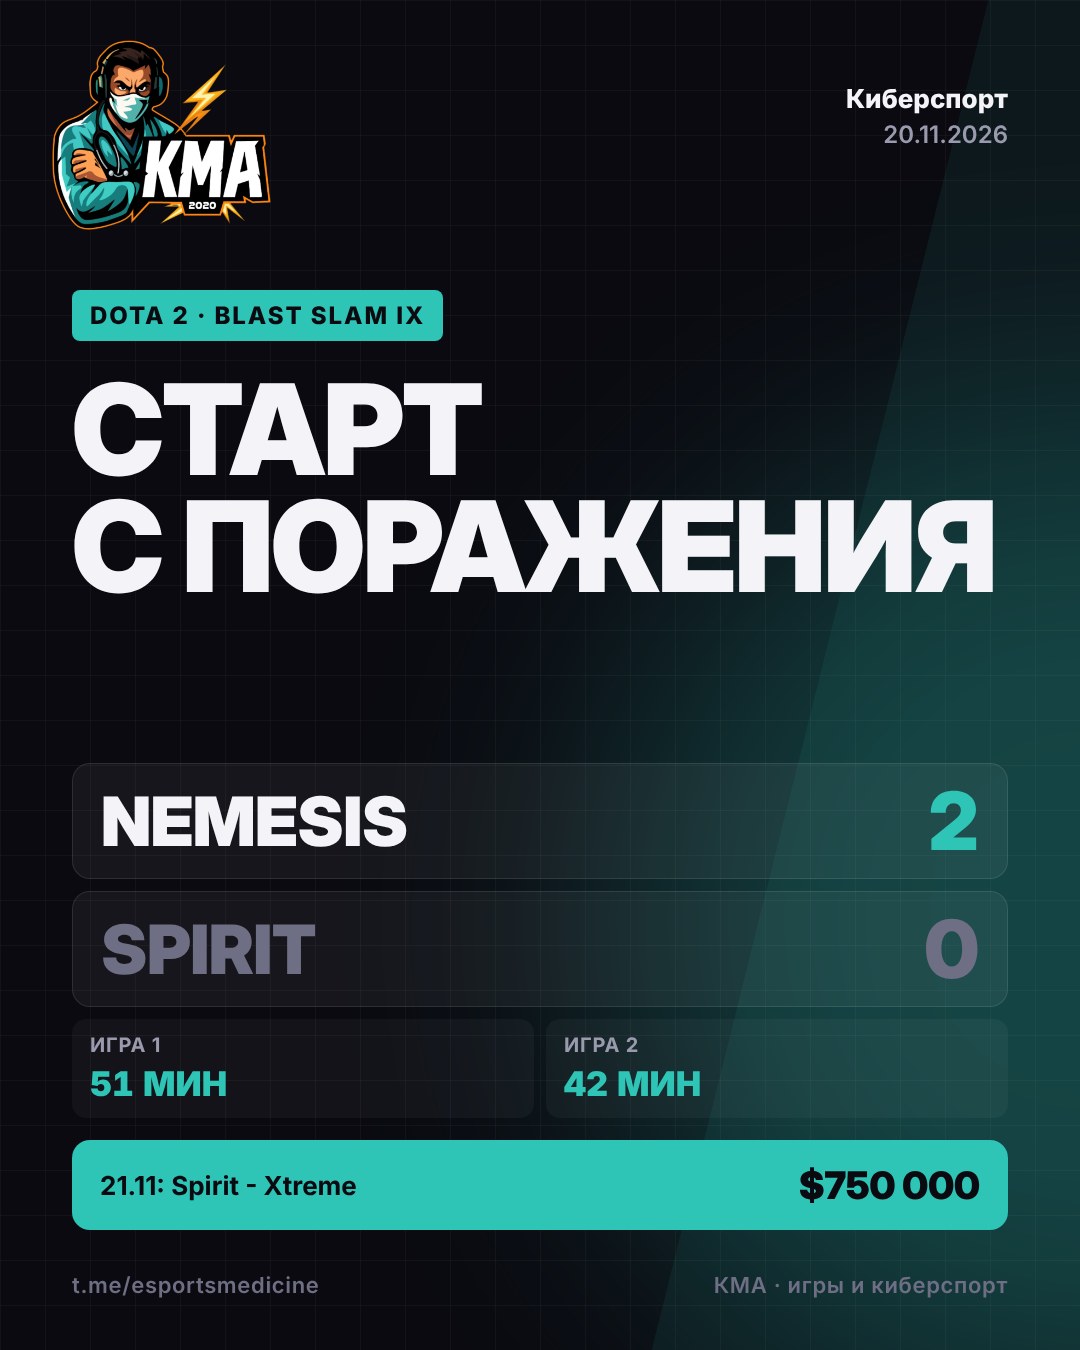 KMA
2020
Киберспорт
20.11.2026
DOTA 2 · BLAST SLAM IX
СТАРТ
С ПОРАЖЕНИЯ
NEMESIS 2
SPIRIT 0
ИГРА 1
51 МИН
ИГРА 2
42 МИН
21.11: Spirit - Xtreme $750 000
t.me/esportsmedicine
КМА · игры и киберспорт